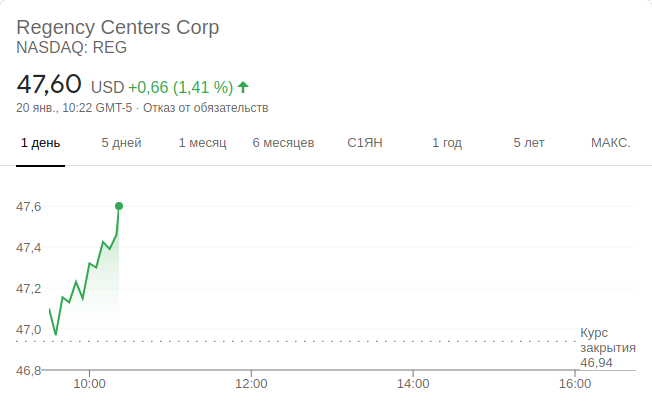 Regency Centers Corp
NASDAQ: REG
47,60 USD +0,66 (1,41 %)
20 янв., 10:22 GMT-5 · Отказ от обязательств
1 день 5 дней 1 месяц 6 месяцев С1ЯН 1 год 5 лет МАКС.
47,6
47,4
47,2
47,0
Курс
закрытия
46,94
46,8
10:00 12:00 14:00 16:00